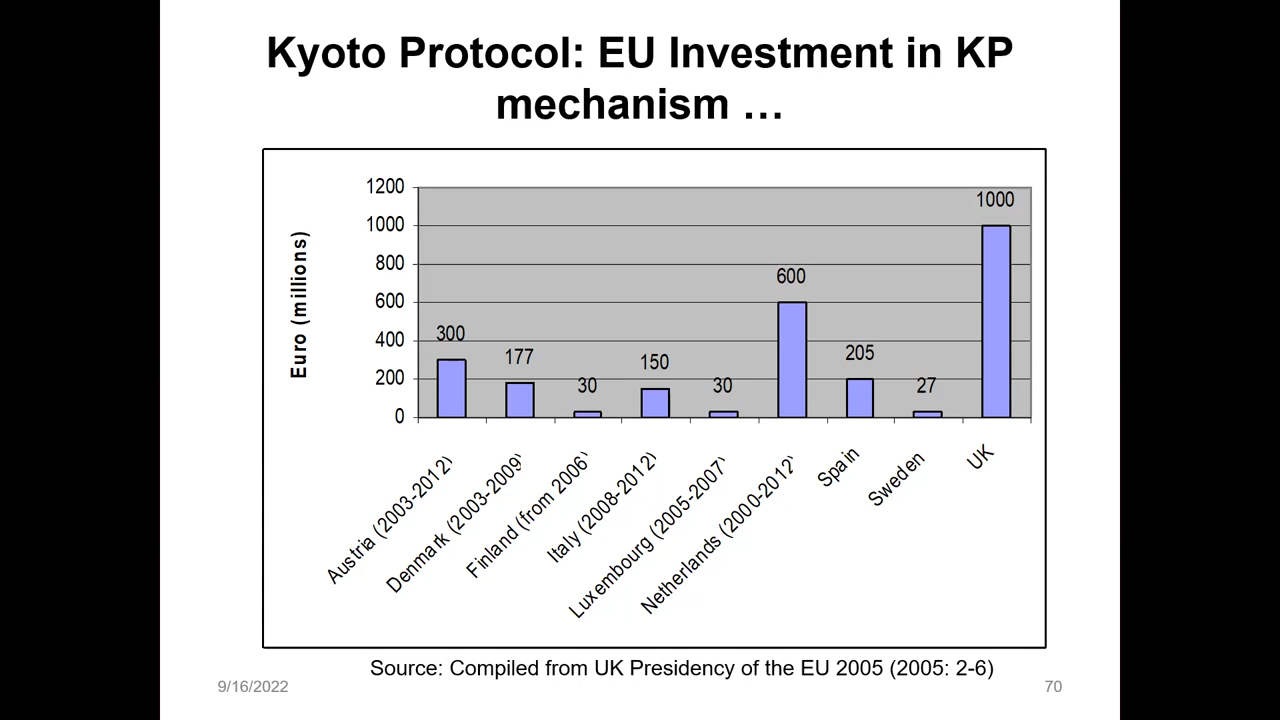 Kyoto Protocol: EU Investment in KP
mechanism …
Euro (millions)
1200
1000
800
600
400
200
0
300
177
30
150
30
600
205
27
1000
Austria (2003-2012)
Denmark (2003-2009)
Finland (from 2006)
Italy (2008-2012)
Luxembourg (2005-2007)
Netherlands (2000-2012)
Spain
Sweden
UK
Source: Compiled from UK Presidency of the EU 2005 (2005: 2-6)
9/16/2022
70